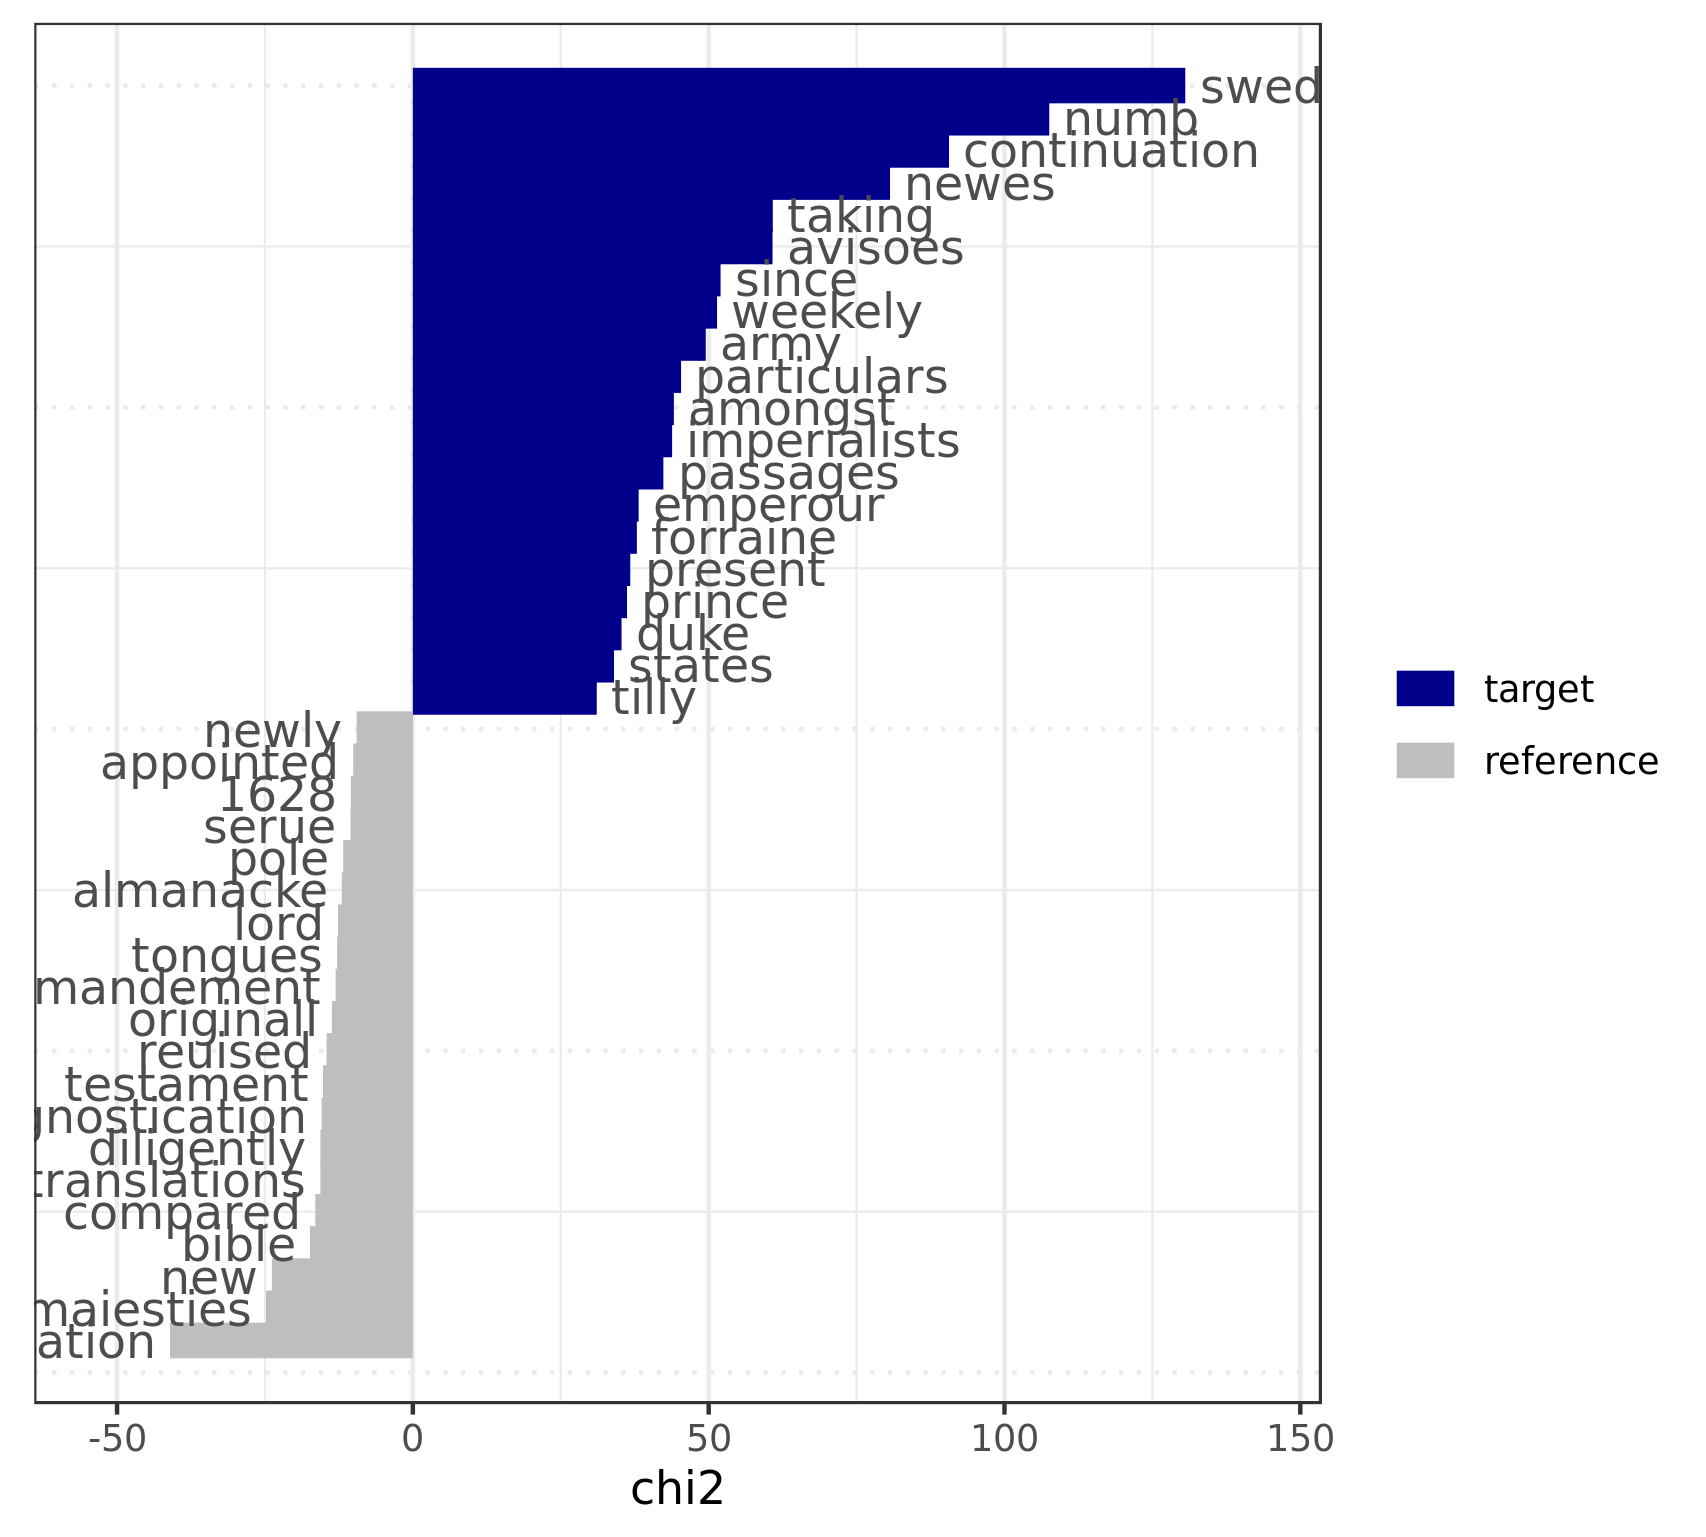 swed
numb
continuation
newes
taking
avisoes
since
weekely
army
particulars
amongst
imperialists
passages
emperour
forraine
present
prince
duke
states
tilly
newly
appointed
1628
serue
pole
almanacke
lord
tongues
mandement
originall
reuised
testament
gnostication
diligently
translations
compared
bible
new
maiesties
ation
target
reference
-50 0 50 100 150
chi2